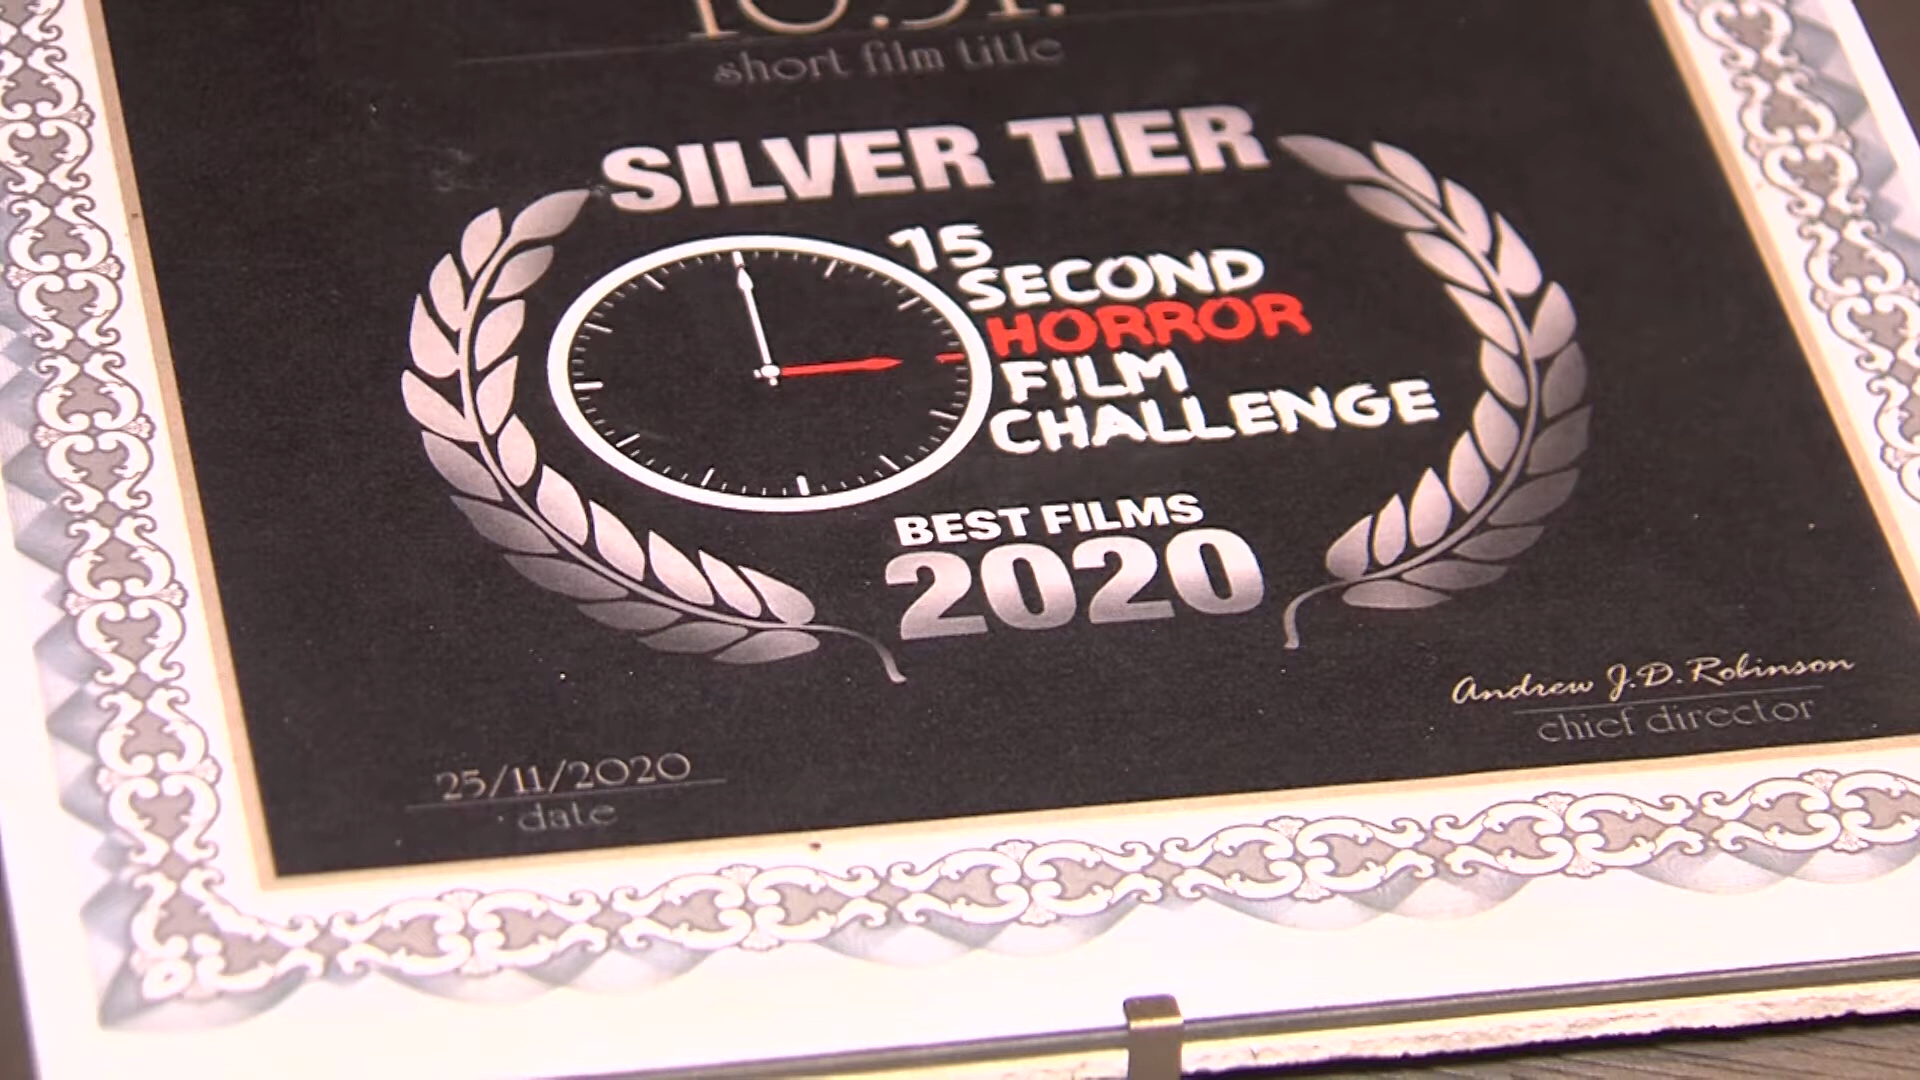 short film title
SILVER TIER
15
SECOND
HORROR
FILM
CHALLENGE
BEST FILMS
2020
Andrew J.D. Robinson
chief director
25/11/2020
date